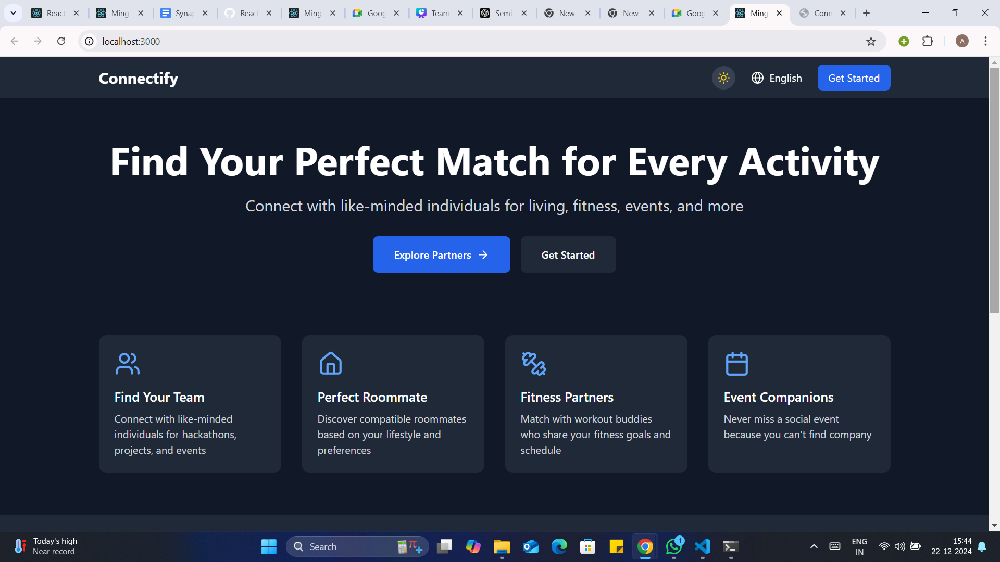 React
Ming
Syna
React
Ming
Goog
Team
Semi
New
New
Goog
Ming
Conn
localhost:3000
A
Connectify
English
Get Started
Find Your Perfect Match for Every Activity
Connect with like-minded individuals for living, fitness, events, and more
Explore Partners
Get Started
Find Your Team
Connect with like-minded
individuals for hackathons,
projects, and events
Perfect Roommate
Discover compatible roommates
based on your lifestyle and
preferences
Fitness Partners
Match with workout buddies
who share your fitness goals and
schedule
Event Companions
Never miss a social event
because you can't find company
Today's high
Near record
Search
1
ENG
IN
15:44
22-12-2024